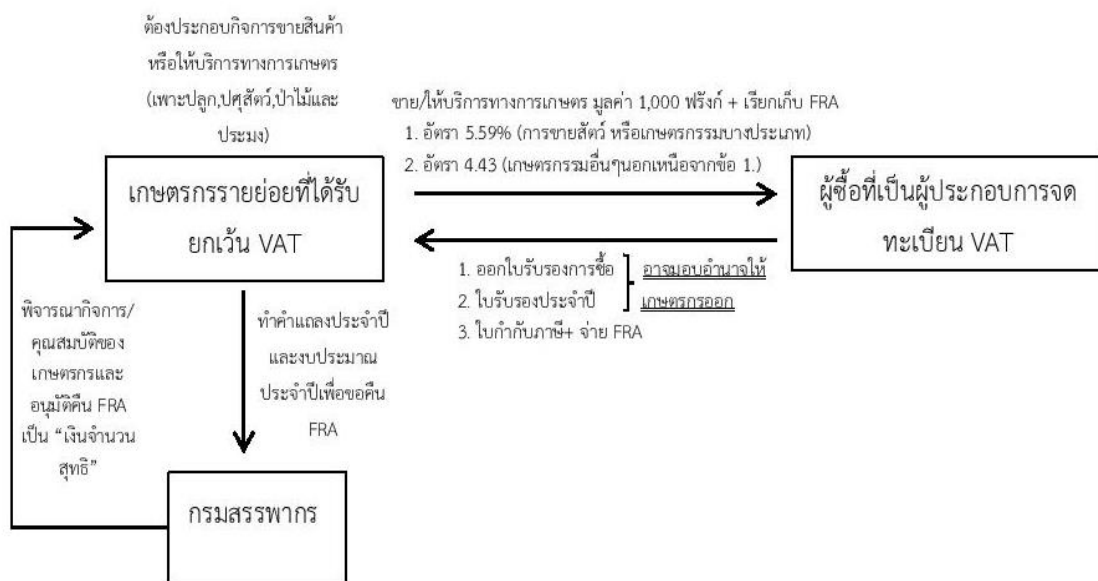 ต้องประกอบกิจการขายสินค้า
หรือให้บริการทางการเกษตร
(เพาะปลูก,ปศุสัตว์,ป่าไม้และ
ประมง)
ขาย/ให้บริการทางการเกษตร มูลค่า 1,000 ฟรังก์ + เรียกเก็บ FRA
1. อัตรา 5.59% (การขายสัตว์ หรือเกษตรกรรมบางประเภท)
2. อัตรา 4.43 (เกษตรกรรมอื่นๆนอกเหนือจากข้อ 1.)
เกษตรกรรายย่อยที่ได้รับ
ยกเว้น VAT
ผู้ซื้อที่เป็นผู้ประกอบการจด
ทะเบียน VAT
1. ออกใบรับรองการซื้อ
2. ใบรับรองประจำปี
อาจมอบอำนาจให้
เกษตรกรออก
3. ใบกำกับภาษี+ จ่าย FRA
พิจารณากิจการ/
คุณสมบัติของ
เกษตรกรและ
อนุมัติคืน FRA
เป็น “เงินจำนวน
สุทธิ”
ทำคำแถลงประจำปี
และงบประมาณ
ประจำปีเพื่อขอคืน
FRA
กรมสรรพากร